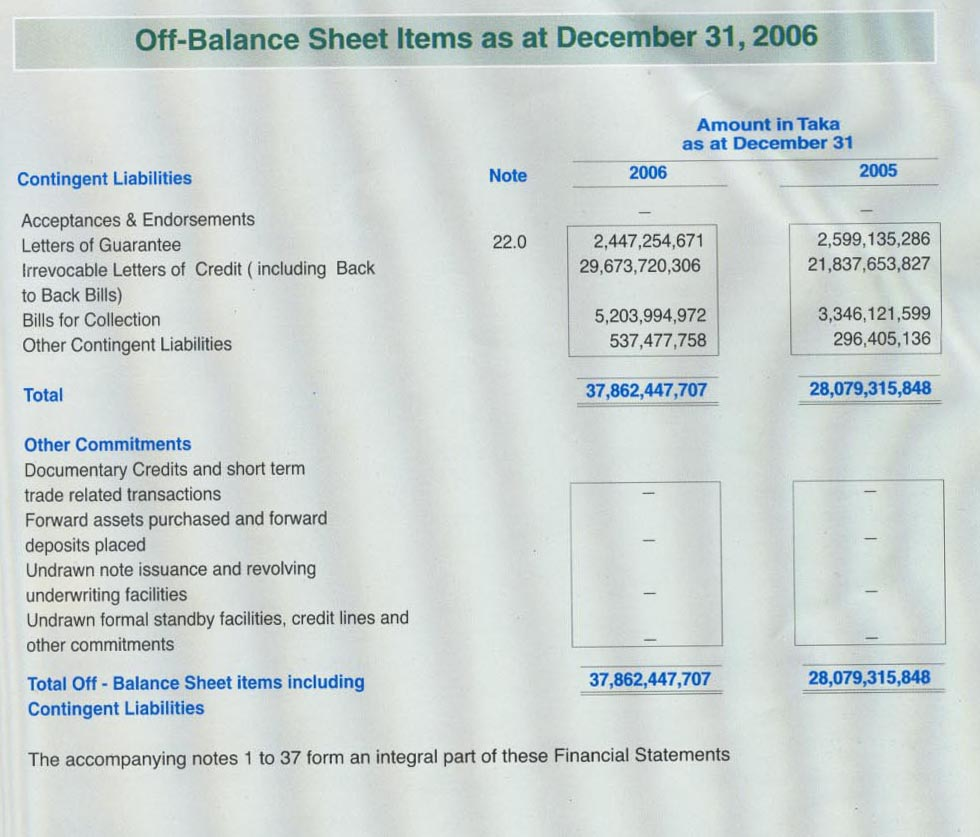 Off-Balance Sheet Items as at December 31, 2006
Amount in Taka
as at December 31
Contingent Liabilities Note 2006 2005
Acceptances & Endorsements – –
Letters of Guarantee 22.0 2,447,254,671 2,599,135,286
Irrevocable Letters of Credit ( including Back 29,673,720,306 21,837,653,827
to Back Bills)
Bills for Collection 5,203,994,972 3,346,121,599
Other Contingent Liabilities 537,477,758 296,405,136
Total 37,862,447,707 28,079,315,848
Other Commitments
Documentary Credits and short term
trade related transactions – –
Forward assets purchased and forward
deposits placed – –
Undrawn note issuance and revolving
underwriting facilities – –
Undrawn formal standby facilities, credit lines and
other commitments – –
Total Off - Balance Sheet items including 37,862,447,707 28,079,315,848
Contingent Liabilities
The accompanying notes 1 to 37 form an integral part of these Financial Statements